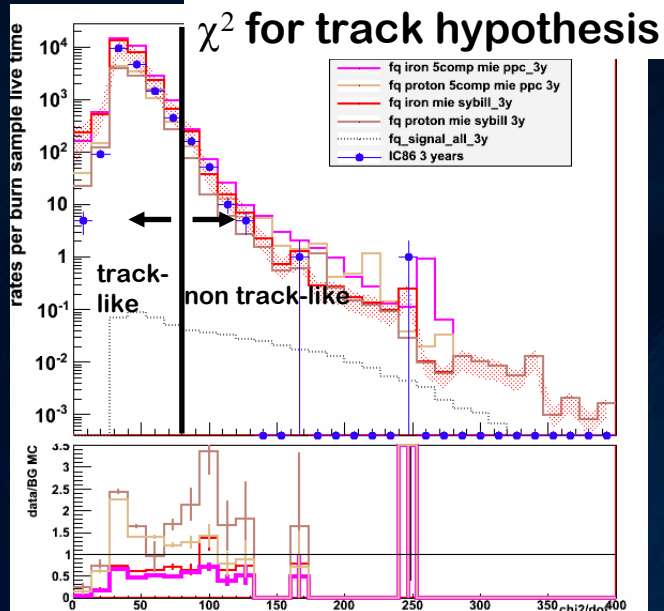 χ² for track hypothesis
fq iron 5comp mie ppc_3y
fq proton 5comp mie ppc 3y
fq iron mie sybill_3y
fq proton mie sybill 3y
fq_signal_all_3y
IC86 3 years
rates per burn sample live time
10⁴
10³
10²
10
1
10⁻¹
10⁻²
10⁻³
track-
like
non track-like
data/BG MC
3.5
3
2.5
2
1.5
1
0.5
0
0 50 100 150 200 250 300 350 400
chi2/dof